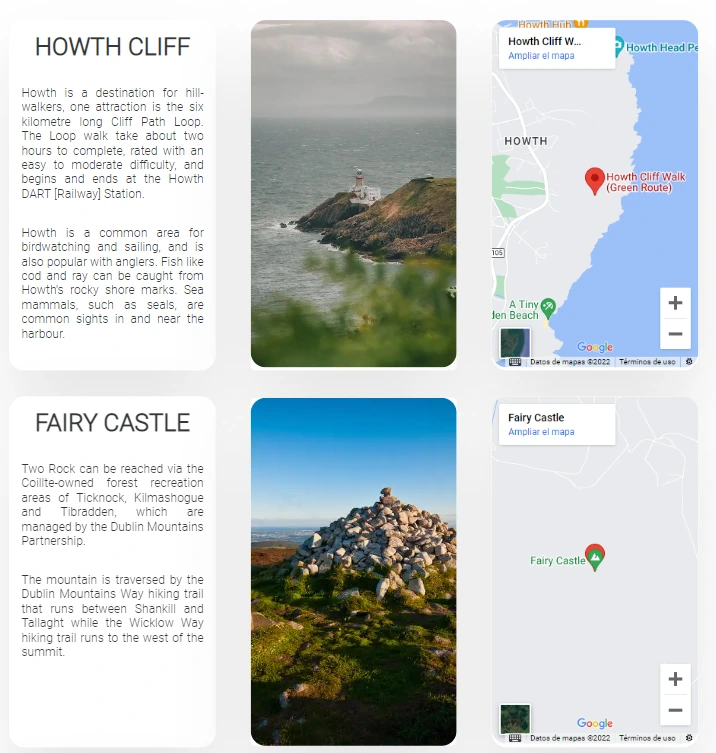 HOWTH CLIFF
Howth is a destination for hill-
walkers, one attraction is the six
kilometre long Cliff Path Loop.
The Loop walk take about two
hours to complete, rated with an
easy to moderate difficulty, and
begins and ends at the Howth
DART [Railway] Station.
Howth is a common area for
birdwatching and sailing, and is
also popular with anglers. Fish like
cod and ray can be caught from
Howth's rocky shore marks. Sea
mammals, such as seals, are
common sights in and near the
harbour.
Howth Hub
Howth Cliff W...
Ampliar el mapa
Howth Head Pe
HOWTH
Howth Cliff Walk
(Green Route)
105
A Tiny
den Beach
+
−
Google
Datos de mapas ©2022
Términos de uso
FAIRY CASTLE
Two Rock can be reached via the
Coillte-owned forest recreation
areas of Ticknock, Kilmashogue
and Tibradden, which are
managed by the Dublin Mountains
Partnership.
The mountain is traversed by the
Dublin Mountains Way hiking trail
that runs between Shankill and
Tallaght while the Wicklow Way
hiking trail runs to the west of the
summit.
Fairy Castle
Ampliar el mapa
Fairy Castle
+
−
Google
Datos de mapas ©2022
Términos de uso